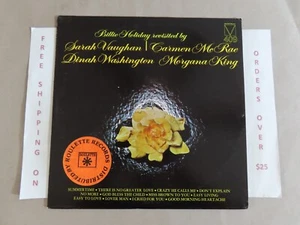 Billie Holiday revisited by
Sarah Vaughan | Carmen McRae
Dinah Washington Morgana King
FREE SHIPPING ON
ORDERS OVER
$25
DISTRIBUTED BY ROULETTE RECORDS
SUMMERTIME • THERE IS NO GREATER LOVE • CRAZY HE CALLS ME • DON'T EXPLAIN
NO MORE • GOD BLESS THE CHILD • MISS BROWN TO YOU • EASY LIVING
EASY TO LOVE • LOVER MAN • I CRIED FOR YOU • GOOD MORNING HEARTACHE